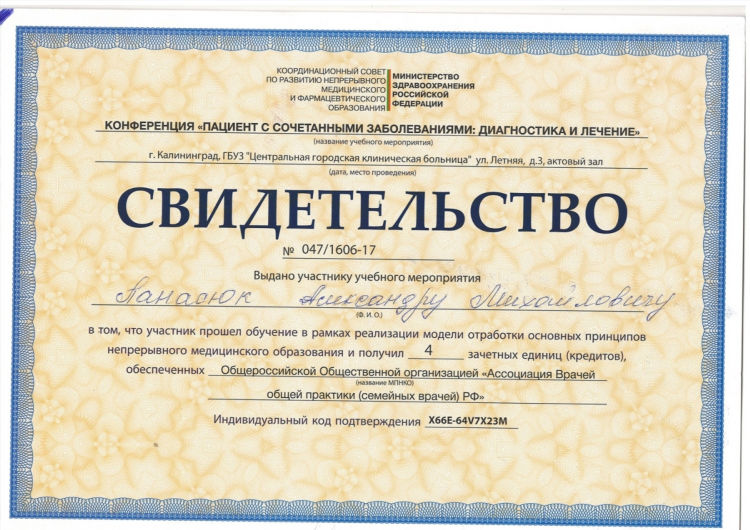 КООРДИНАЦИОННЫЙ СОВЕТ
ПО РАЗВИТИЮ НЕПРЕРЫВНОГО
МЕДИЦИНСКОГО
И ФАРМАЦЕВТИЧЕСКОГО
ОБРАЗОВАНИЯ
МИНИСТЕРСТВО
ЗДРАВООХРАНЕНИЯ
РОССИЙСКОЙ
ФЕДЕРАЦИИ
КОНФЕРЕНЦИЯ «ПАЦИЕНТ С СОЧЕТАННЫМИ ЗАБОЛЕВАНИЯМИ: ДИАГНОСТИКА И ЛЕЧЕНИЕ»
(название учебного мероприятия)
г. Калининград, ГБУЗ "Центральная городская клиническая больница" ул. Летняя, д.3, актовый зал
(дата, место проведения)
СВИДЕТЕЛЬСТВО
№ 047/1606-17
Выдано участнику учебного мероприятия
Панасюк Александру Михайловичу
(Ф. И. О.)
в том, что участник прошел обучение в рамках реализации модели отработки основных принципов
непрерывного медицинского образования и получил 4 зачетных единиц (кредитов),
обеспеченных Общероссийской Общественной организацией «Ассоциация Врачей
(название МПНКО)
общей практики (семейных врачей) РФ»
Индивидуальный код подтверждения X66E-64V7X23M